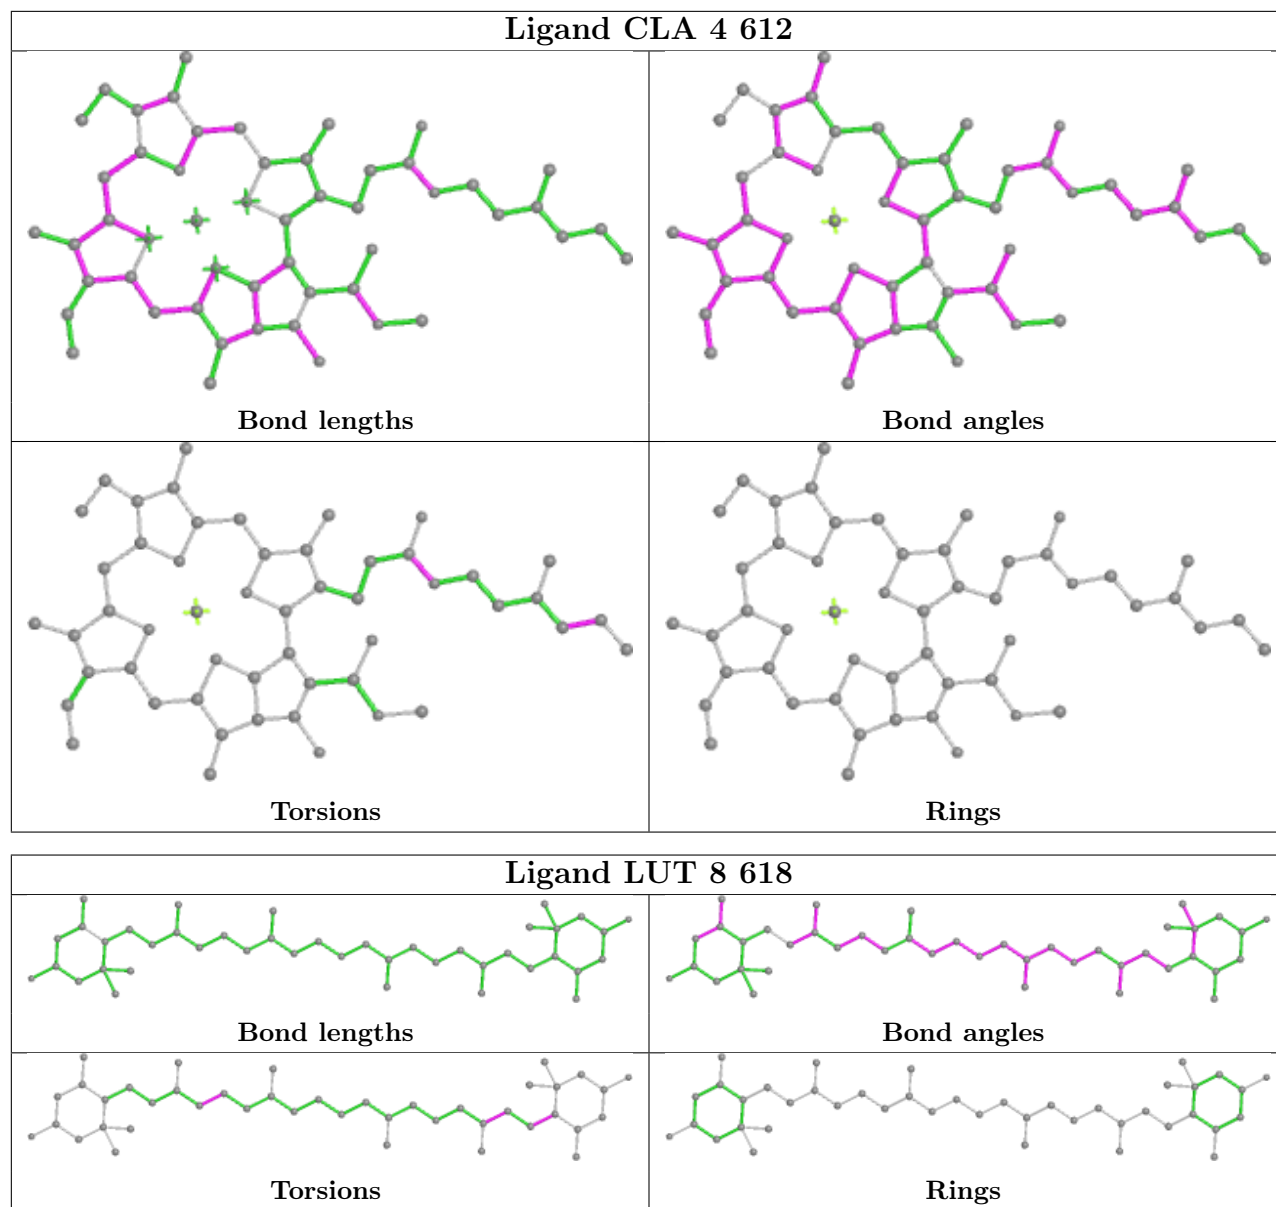 Ligand CLA 4 612
Bond lengths
Bond angles
Torsions
Rings
Ligand LUT 8 618
Bond lengths
Bond angles
Torsions
Rings